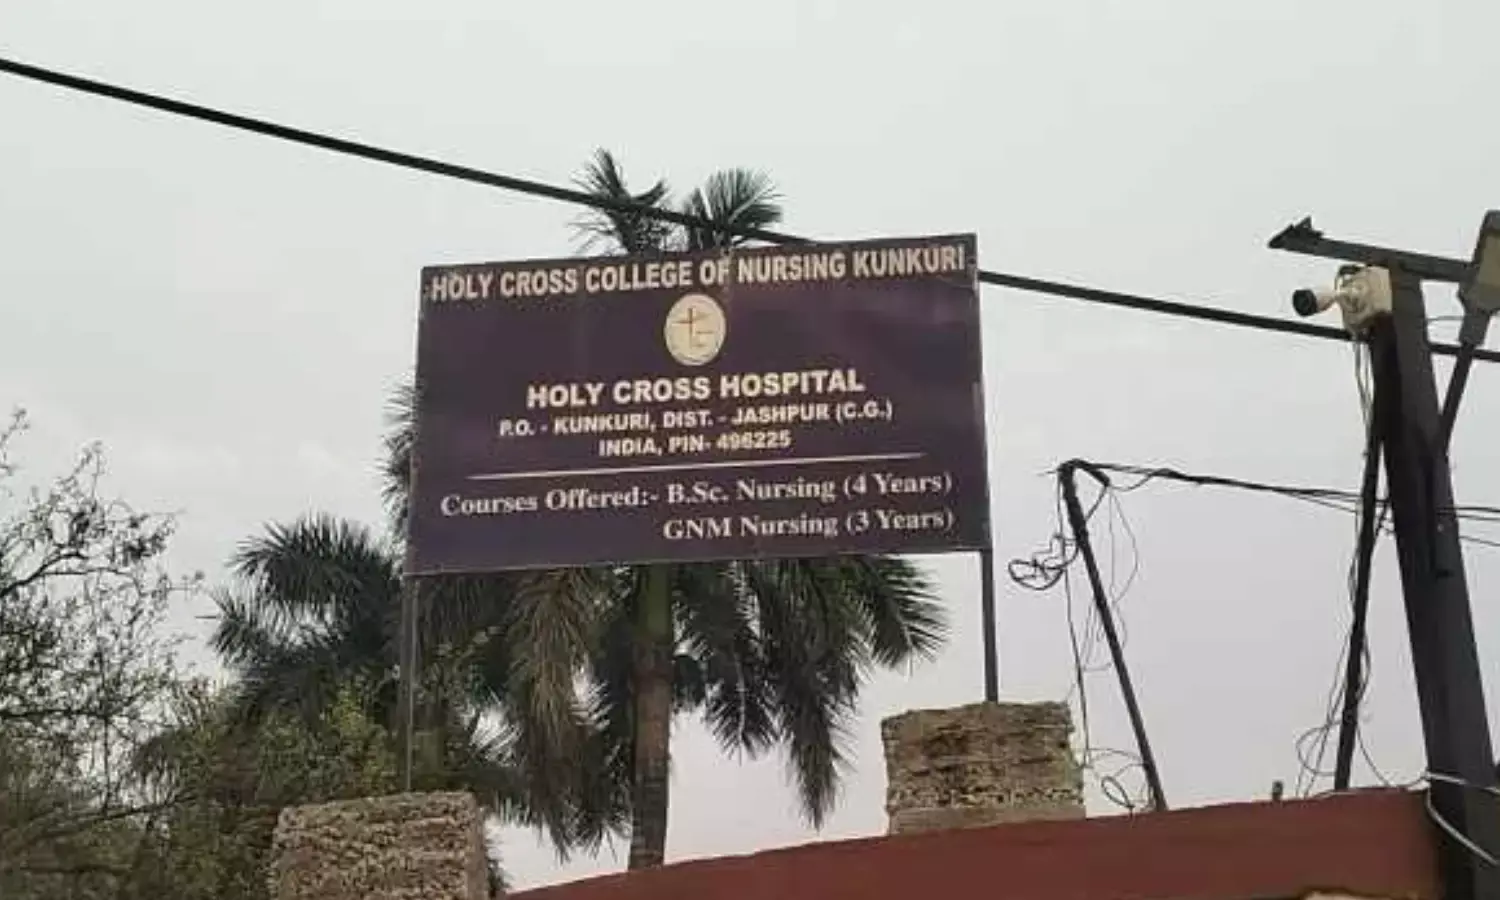 HOLY CROSS COLLEGE OF NURSING KUNKURI
HOLY CROSS HOSPITAL
P.O. - KUNKURI, DIST. - JASHPUR (C.G.)
INDIA, PIN- 496225
Courses Offered:- B.Sc. Nursing (4 Years)
GNM Nursing (3 Years)